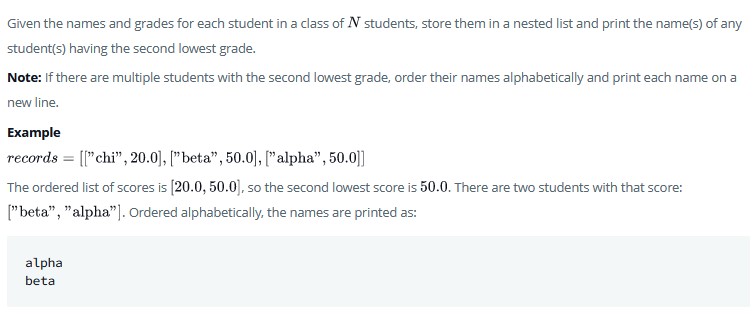 Given the names and grades for each student in a class of N students, store them in a nested list and print the name(s) of any
student(s) having the second lowest grade.
Note: If there are multiple students with the second lowest grade, order their names alphabetically and print each name on a
new line.
Example
records = [["chi", 20.0], ["beta", 50.0], ["alpha", 50.0]]
The ordered list of scores is [20.0, 50.0], so the second lowest score is 50.0. There are two students with that score:
["beta", "alpha"]. Ordered alphabetically, the names are printed as:
alpha
beta